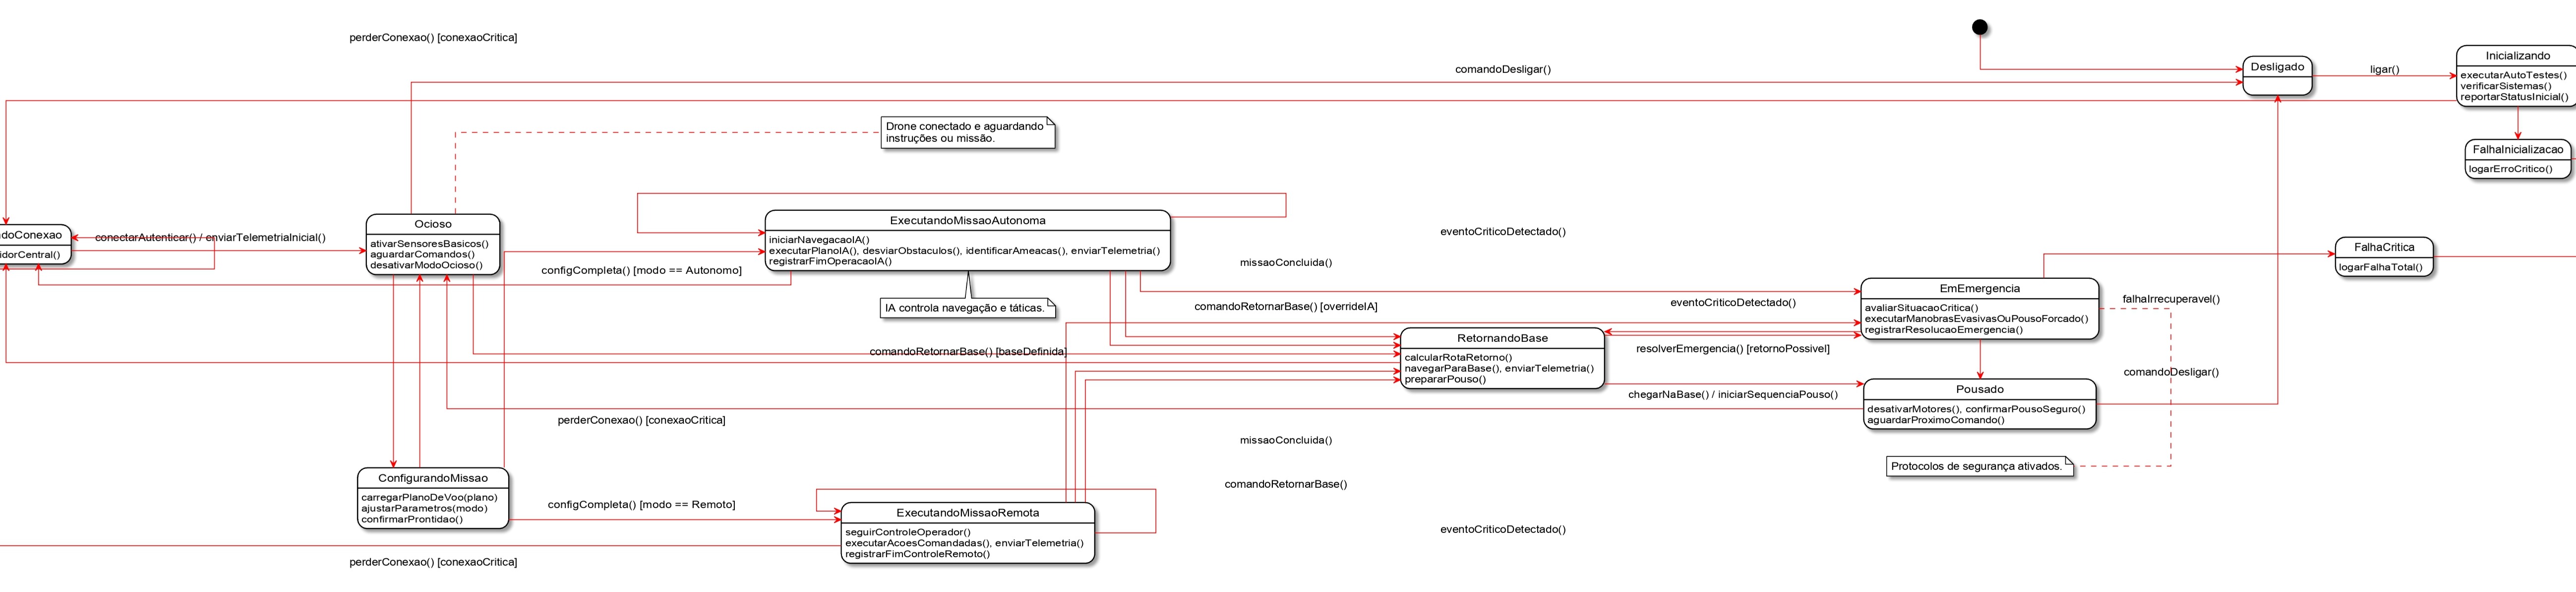 perderConexao() [conexaoCritica]
comandoDesligar()
Desligado
ligar()
Inicializando
executarAutoTestes()
verificarSistemas()
reportarStatusInicial()
FalhaInicializacao
logarErroCritico()
Drone conectado e aguardando
instruções ou missão.
doConexao
idorCentral()
conectarAutenticar() / enviarTelemetriaInicial()
Ocioso
ativarSensoresBasicos()
aguardarComandos()
desativarModoOcioso()
configCompleta() [modo == Autonomo]
ExecutandoMissaoAutonoma
iniciarNavegacaoIA()
executarPlanoIA(), desviarObstaculos(), identificarAmeacas(), enviarTelemetria()
registrarFimOperacaoIA()
IA controla navegação e táticas.
eventoCriticoDetectado()
missaoConcluida()
comandoRetornarBase() [overrideIA]
eventoCriticoDetectado()
FalhaCritica
logarFalhaTotal()
EmEmergencia
avaliarSituacaoCritica()
executarManobrasEvasivasOuPousoForcado()
registrarResolucaoEmergencia()
falhaIrrecuperavel()
comandoRetornarBase() [baseDefinida]
RetornandoBase
calcularRotaRetorno()
navegarParaBase(), enviarTelemetria()
prepararPouso()
resolverEmergencia() [retornoPossivel]
comandoDesligar()
chegarNaBase() / iniciarSequenciaPouso()
Pousado
desativarMotores(), confirmarPousoSeguro()
aguardarProximoComando()
perderConexao() [conexaoCritica]
missaoConcluida()
Protocolos de segurança ativados.
ConfigurandoMissao
carregarPlanoDeVoo(plano)
ajustarParametros(modo)
confirmarProntidao()
configCompleta() [modo == Remoto]
comandoRetornarBase()
ExecutandoMissaoRemota
seguirControleOperador()
executarAcoesComandadas(), enviarTelemetria()
registrarFimControleRemoto()
eventoCriticoDetectado()
perderConexao() [conexaoCritica]